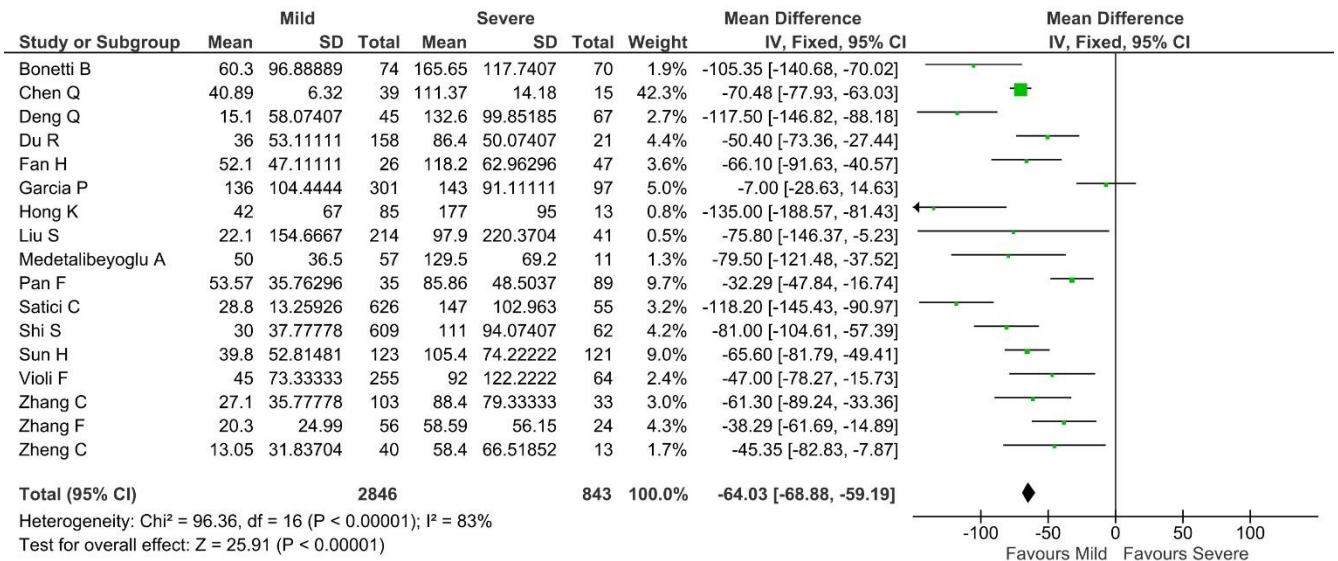 Mild Severe Mean Difference Mean Difference
Study or Subgroup Mean SD Total Mean SD Total Weight IV, Fixed, 95% CI IV, Fixed, 95% CI
Bonetti B 60.3 96.88889 74 165.65 117.7407 70 1.9% -105.35 [-140.68, -70.02]
Chen Q 40.89 6.32 39 111.37 14.18 15 42.3% -70.48 [-77.93, -63.03]
Deng Q 15.1 58.07407 45 132.6 99.85185 67 2.7% -117.50 [-146.82, -88.18]
Du R 36 53.11111 158 86.4 50.07407 21 4.4% -50.40 [-73.36, -27.44]
Fan H 52.1 47.11111 26 118.2 62.96296 47 3.6% -66.10 [-91.63, -40.57]
Garcia P 136 104.4444 301 143 91.11111 97 5.0% -7.00 [-28.63, 14.63]
Hong K 42 67 85 177 95 13 0.8% -135.00 [-188.57, -81.43]
Liu S 22.1 154.6667 214 97.9 220.3704 41 0.5% -75.80 [-146.37, -5.23]
Medetalibeyoglu A 50 36.5 57 129.5 69.2 11 1.3% -79.50 [-121.48, -37.52]
Pan F 53.57 35.76296 35 85.86 48.5037 89 9.7% -32.29 [-47.84, -16.74]
Satici C 28.8 13.25926 626 147 102.963 55 3.2% -118.20 [-145.43, -90.97]
Shi S 30 37.77778 609 111 94.07407 62 4.2% -81.00 [-104.61, -57.39]
Sun H 39.8 52.81481 123 105.4 74.22222 121 9.0% -65.60 [-81.79, -49.41]
Violi F 45 73.33333 255 92 122.2222 64 2.4% -47.00 [-78.27, -15.73]
Zhang C 27.1 35.77778 103 88.4 79.33333 33 3.0% -61.30 [-89.24, -33.36]
Zhang F 20.3 24.99 56 58.59 56.15 24 4.3% -38.29 [-61.69, -14.89]
Zheng C 13.05 31.83704 40 58.4 66.51852 13 1.7% -45.35 [-82.83, -7.87]
Total (95% CI) 2846 843 100.0% -64.03 [-68.88, -59.19]
Heterogeneity: Chi² = 96.36, df = 16 (P < 0.00001); I² = 83%
Test for overall effect: Z = 25.91 (P < 0.00001)
-100 -50 0 50 100
Favours Mild Favours Severe